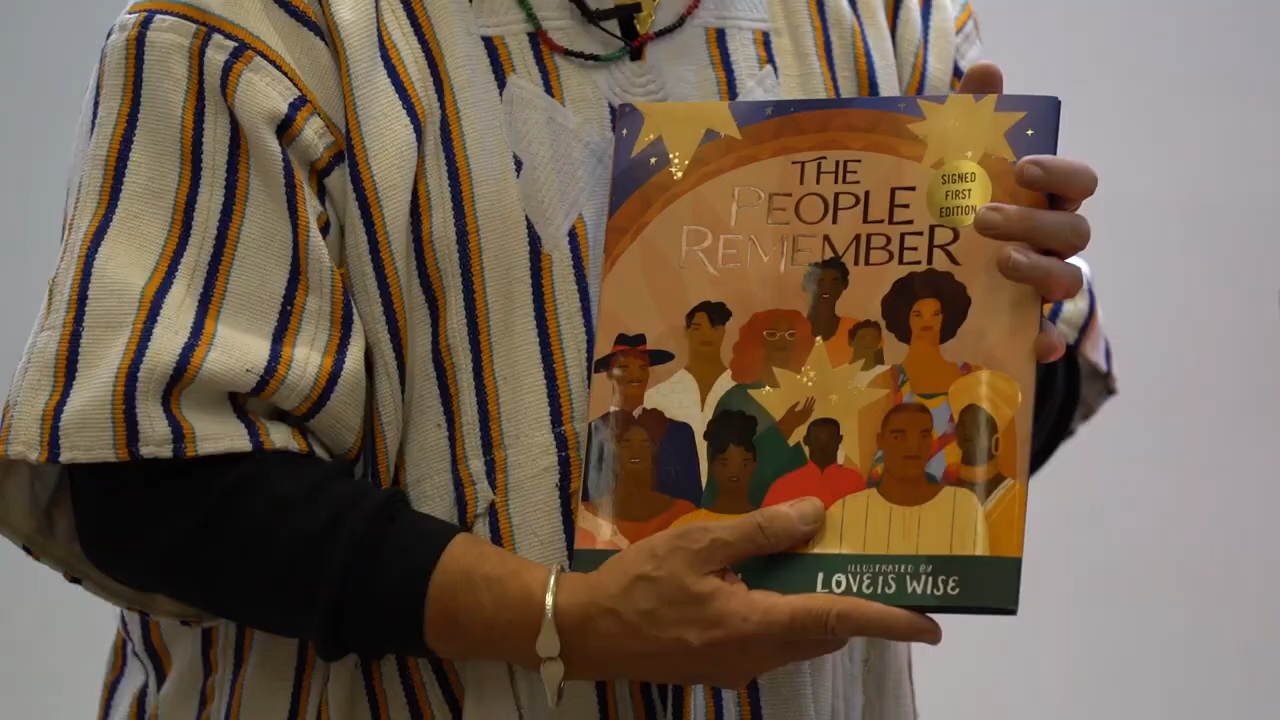 THE
PEOPLE
REMEMBER
SIGNED
FIRST
EDITION
ILLUSTRATED BY
LOVEIS WISE